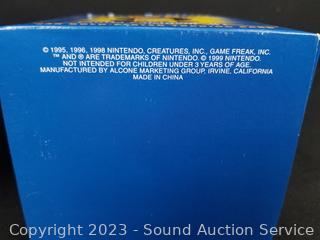 © 1995, 1996, 1998 NINTENDO, CREATURES, INC., GAME FREAK, INC.
™ AND ® ARE TRADEMARKS OF NINTENDO. © 1999 NINTENDO.
NOT INTENDED FOR CHILDREN UNDER 3 YEARS OF AGE.
MANUFACTURED BY ALCONE MARKETING GROUP, IRVINE, CALIFORNIA
MADE IN CHINA
Copyright 2023 - Sound Auction Service